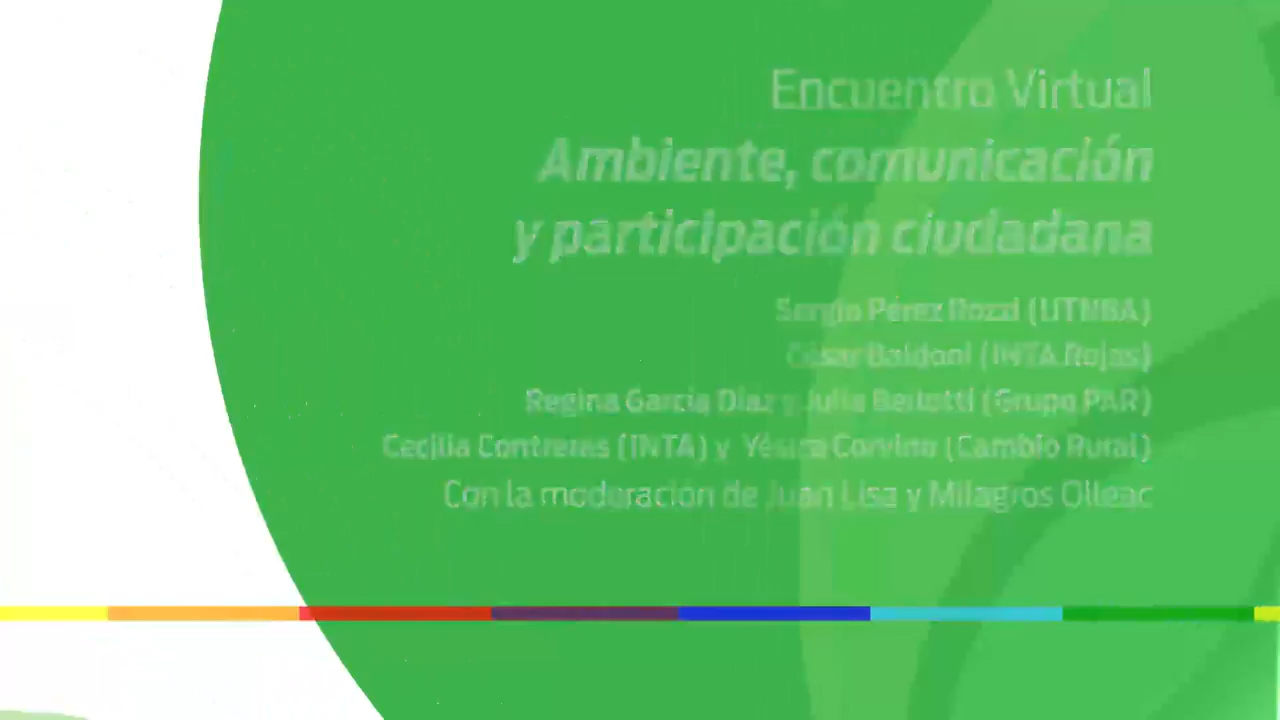 Encuentro Virtual
Ambiente, comunicación
y participación ciudadana
Sergio Pérez Rozzi (UTNBA)
César Baldoni (INTA Rojas)
Regina García Díaz y Julia Berlotti (Grupo PAR)
Cecilia Contreras (INTA) y Yésica Corvino (Cambio Rural)
Con la moderación de Juan Lisa y Milagros Olleac